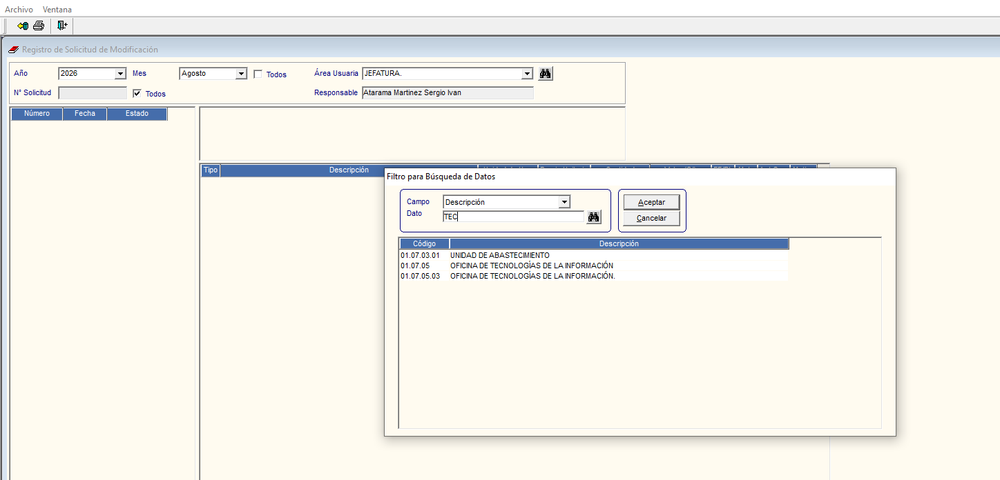 Archivo Ventana
Registro de Solicitud de Modificación
Año 2026 Mes Agosto Todos Área Usuaria JEFATURA.
N° Solicitud Todos Responsable Atarama Martinez Sergio Ivan
Número Fecha Estado
Tipo Descripción
Filtro para Búsqueda de Datos
Campo Descripción Aceptar
Dato TEC Cancelar
Código Descripción
01.07.03.01 UNIDAD DE ABASTECIMIENTO
01.07.05 OFICINA DE TECNOLOGÍAS DE LA INFORMACIÓN
01.07.05.03 OFICINA DE TECNOLOGÍAS DE LA INFORMACIÓN.